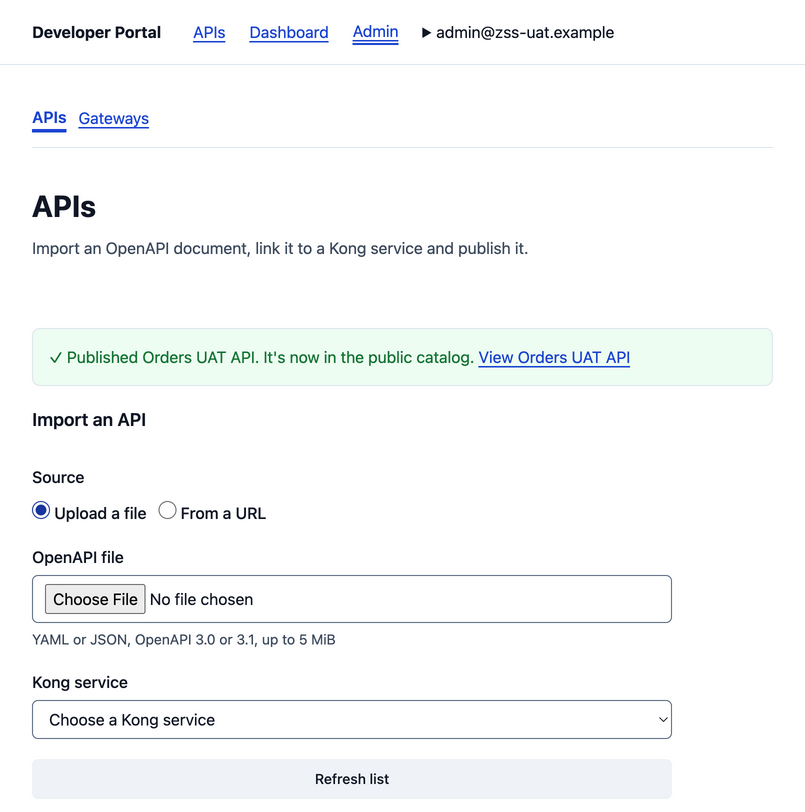 Developer Portal APIs Dashboard Admin ▶ admin@zss-uat.example
APIs Gateways
APIs
Import an OpenAPI document, link it to a Kong service and publish it.
✓ Published Orders UAT API. It's now in the public catalog. View Orders UAT API
Import an API
Source
Upload a file From a URL
OpenAPI file
Choose File No file chosen
YAML or JSON, OpenAPI 3.0 or 3.1, up to 5 MiB
Kong service
Choose a Kong service
Refresh list